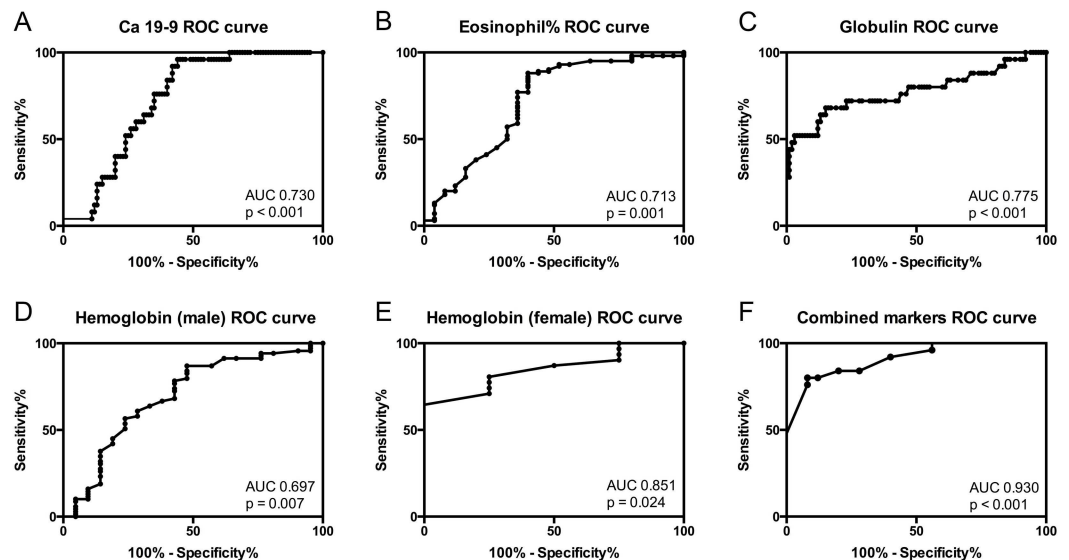 A
Ca 19-9 ROC curve
Sensitivity%
100
50
0
0 50 100
100% - Specificity%
AUC 0.730
p < 0.001
B
Eosinophil% ROC curve
Sensitivity%
100
50
0
0 50 100
100% - Specificity%
AUC 0.713
p = 0.001
C
Globulin ROC curve
Sensitivity%
100
50
0
0 50 100
100% - Specificity%
AUC 0.775
p < 0.001
D
Hemoglobin (male) ROC curve
Sensitivity%
100
50
0
0 50 100
100% - Specificity%
AUC 0.697
p = 0.007
E
Hemoglobin (female) ROC curve
Sensitivity%
100
50
0
0 50 100
100% - Specificity%
AUC 0.851
p = 0.024
F
Combined markers ROC curve
Sensitivity%
100
50
0
0 50 100
100% - Specificity%
AUC 0.930
p < 0.001